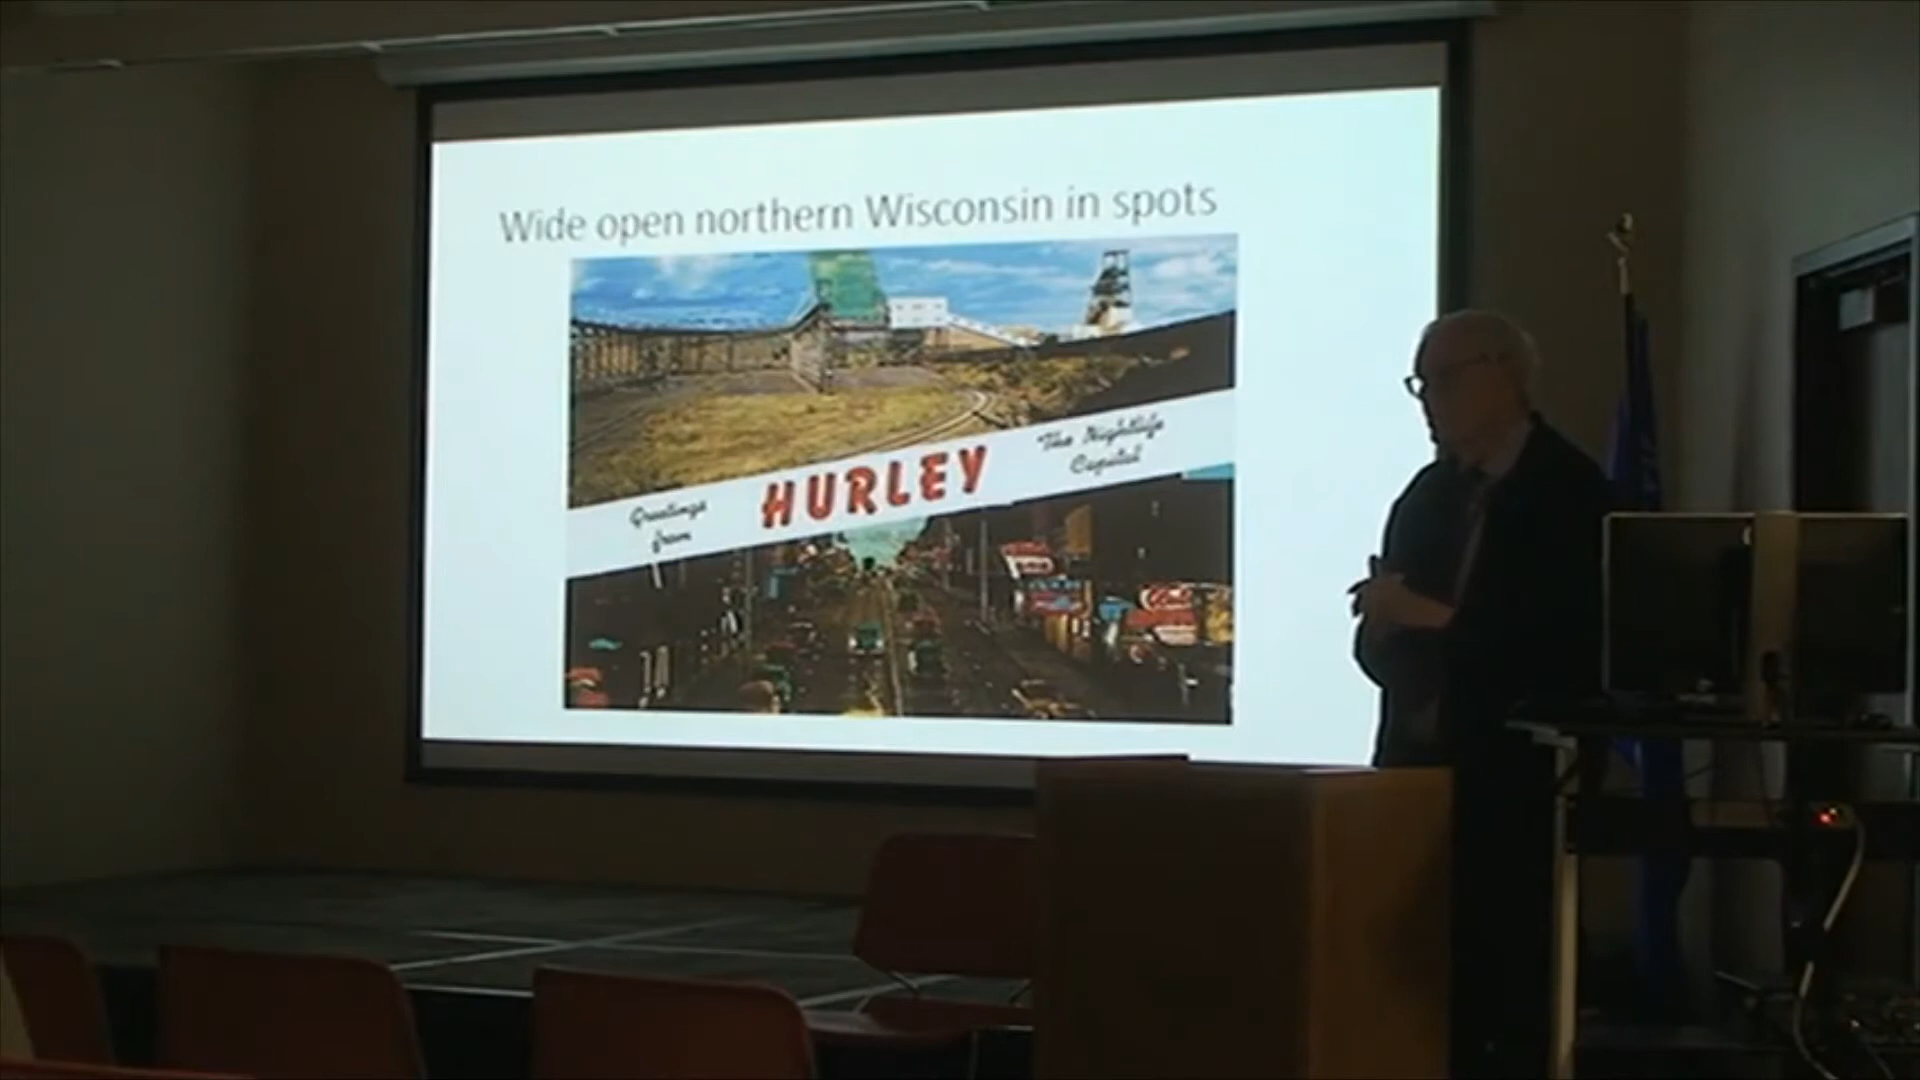 Wide open northern Wisconsin in spots
Greetings
from
HURLEY
"The Nightlife
Capital